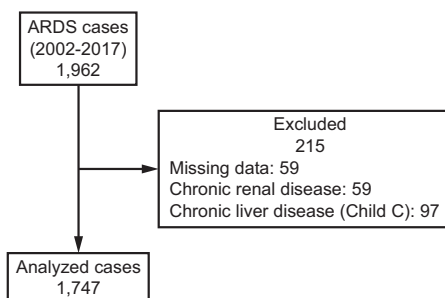 ARDS cases
(2002-2017)
1,962
Excluded
215
Missing data: 59
Chronic renal disease: 59
Chronic liver disease (Child C): 97
Analyzed cases
1,747